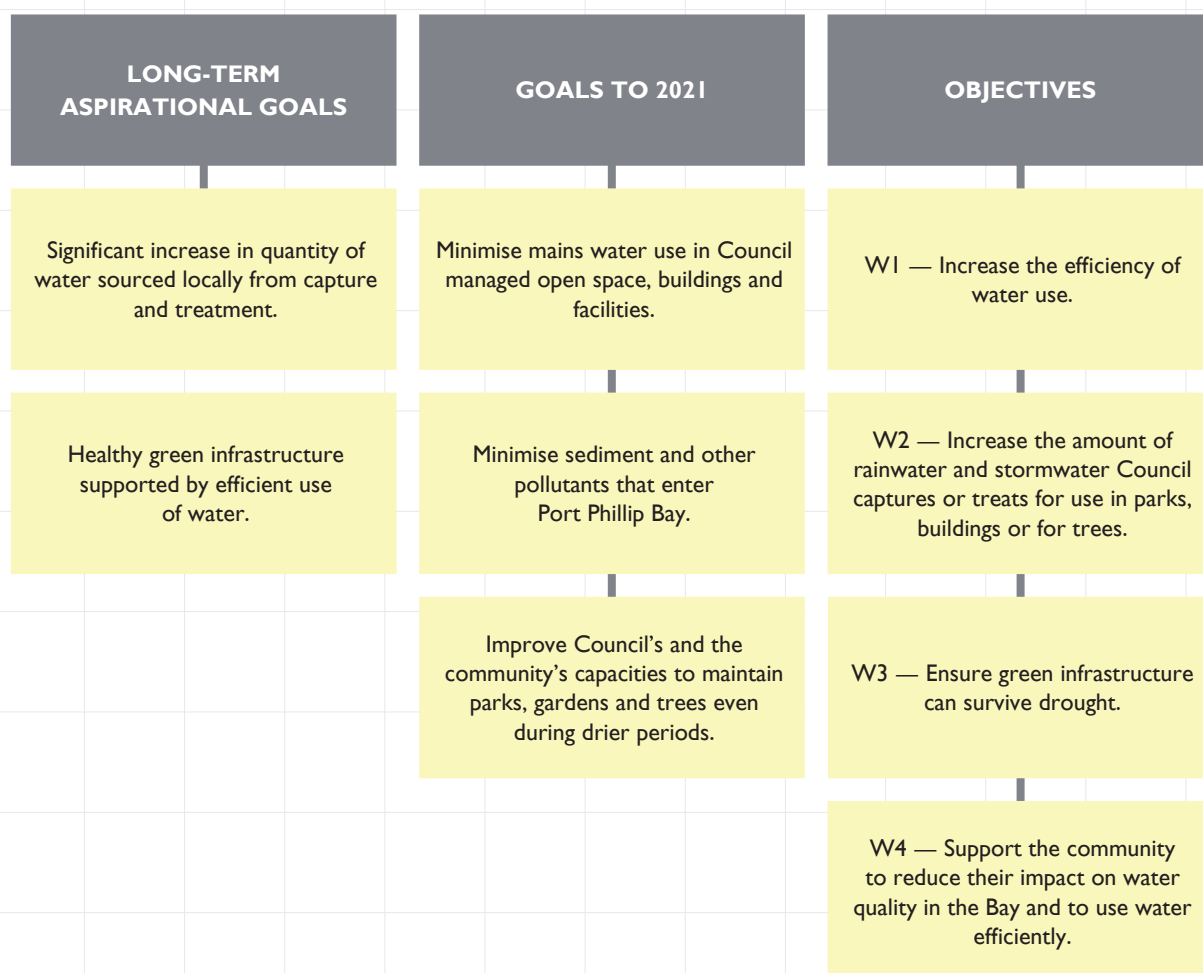 LONG-TERM
ASPIRATIONAL GOALS
Significant increase in quantity of
water sourced locally from capture
and treatment.
Healthy green infrastructure
supported by efficient use
of water.
GOALS TO 2021
Minimise mains water use in Council
managed open space, buildings and
facilities.
Minimise sediment and other
pollutants that enter
Port Phillip Bay.
Improve Council’s and the
community’s capacities to maintain
parks, gardens and trees even
during drier periods.
OBJECTIVES
W1 — Increase the efficiency of
water use.
W2 — Increase the amount of
rainwater and stormwater Council
captures or treats for use in parks,
buildings or for trees.
W3 — Ensure green infrastructure
can survive drought.
W4 — Support the community
to reduce their impact on water
quality in the Bay and to use water
efficiently.